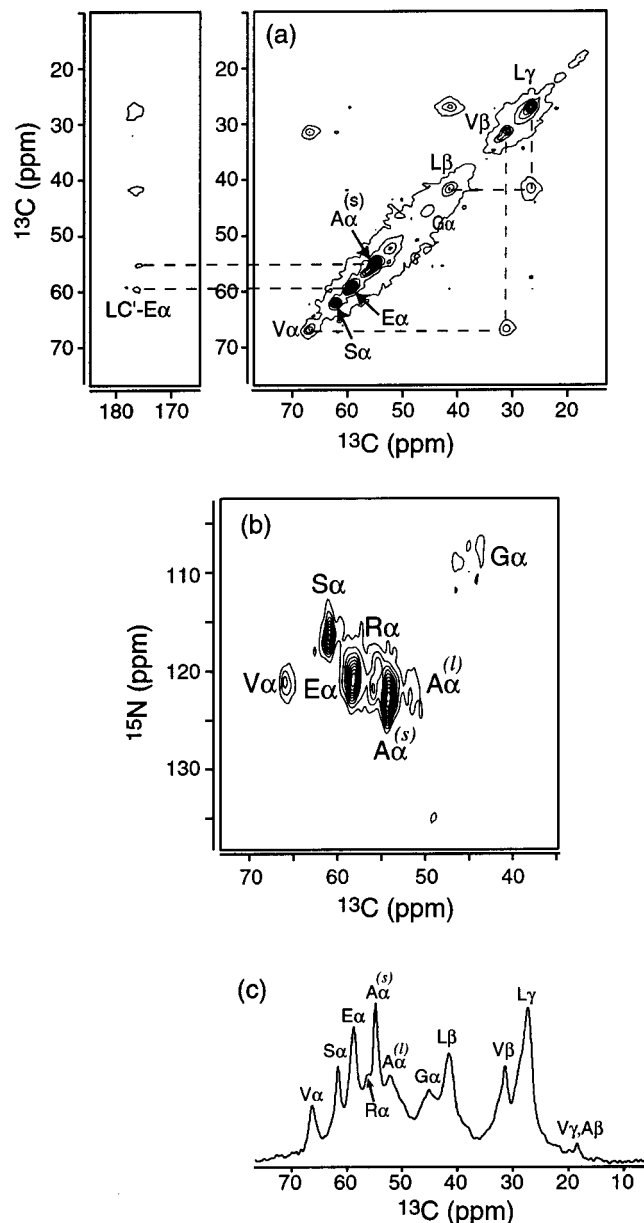 (a)
10
20
30
40
50
60
70
¹³C (ppm)
Lγ
Vβ
Lβ
Gα
(s)
Aα
Eα
Sα
Vα
LC'-Eα
180 170
70 60 50 40 30 20
¹³C (ppm)
(b)
110
120
130
¹⁵N (ppm)
Gα
Sα
Rα
Vα
Eα
Aα(l)
Aα(s)
70 60 50 40
¹³C (ppm)
(c)
Aα(s)
Lγ
Eα
Lβ
Sα
Aα(l)
Vβ
Gα
Vα
Rα
Vγ,Aβ
70 60 50 40 30 20 10
¹³C (ppm)